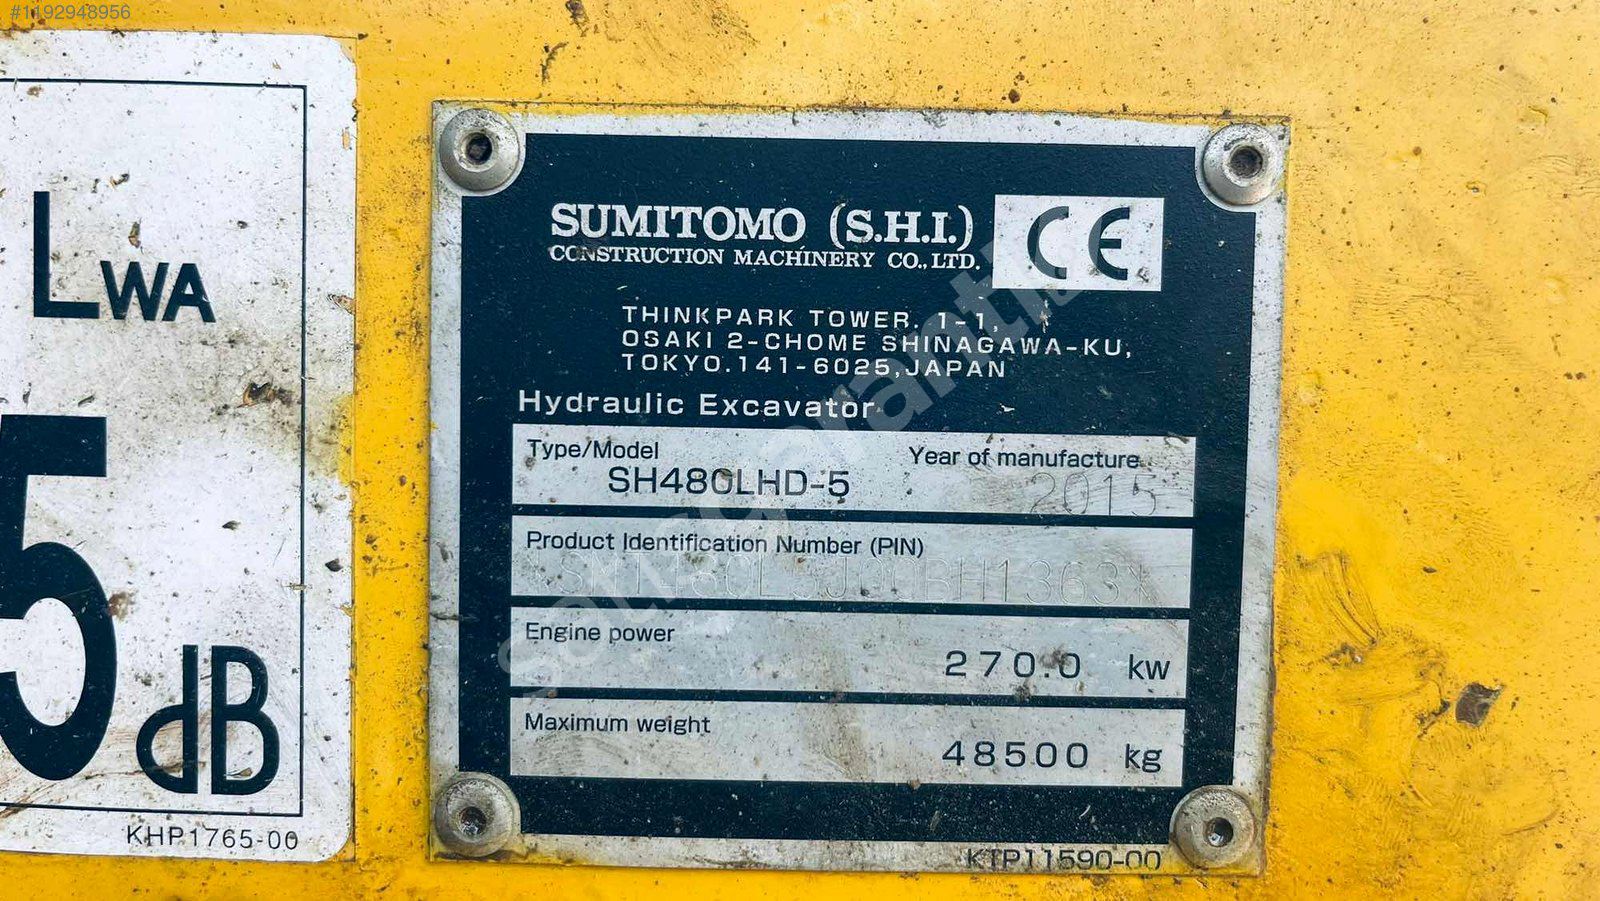 #1192948956
LWA
5
dB
KHP1765-00
SUMITOMO (S.H.I.)
CONSTRUCTION MACHINERY CO.,LTD.
CE
THINKPARK TOWER. 1-1,
OSAKI 2-CHOME SHINAGAWA-KU,
TOKYO.141-6025,JAPAN
Hydraulic Excavator
Type/Model
SH480LHD-5
Year of manufacture
2015
Product Identification Number (PIN)
Engine power
270.0 kw
Maximum weight
48500 kg
KTP11590-00